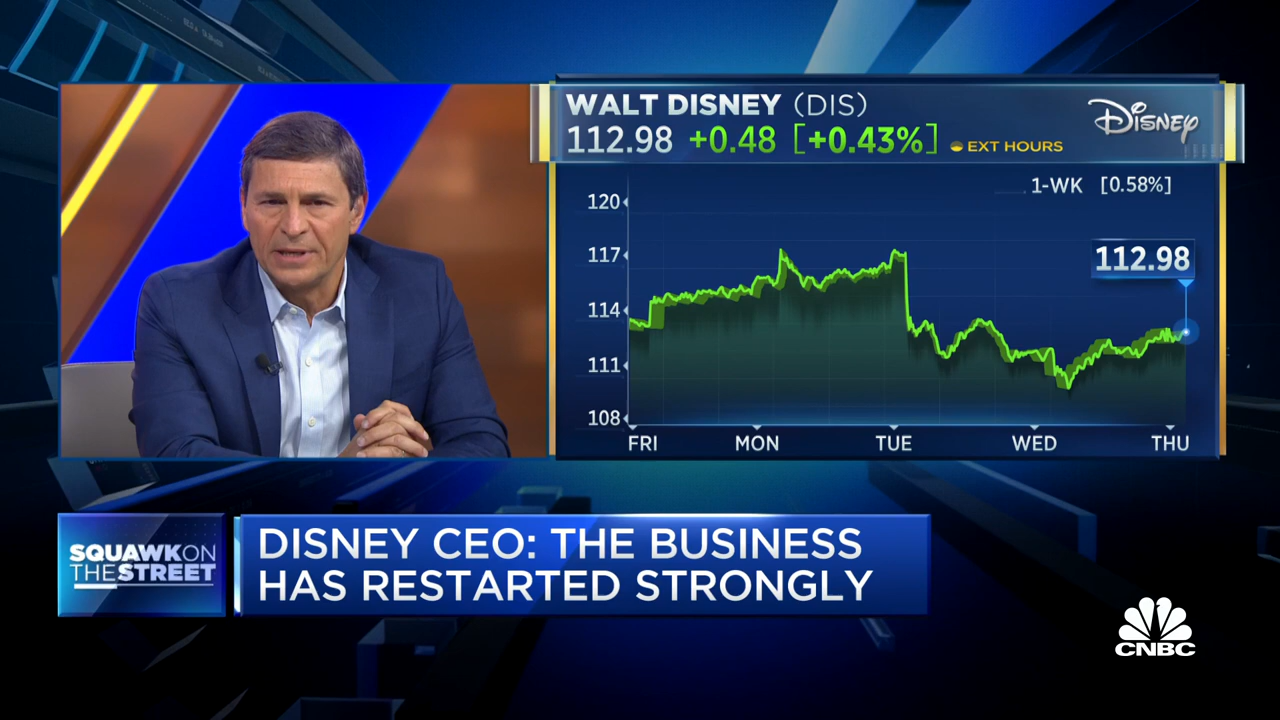 WALT DISNEY (DIS)
112.98 +0.48 [+0.43%] EXT HOURS
Disney
1-WK [0.58%]
120
117
114
111
108
112.98
FRI MON TUE WED THU
SQUAWK ON
THE STREET
DISNEY CEO: THE BUSINESS
HAS RESTARTED STRONGLY
CNBC